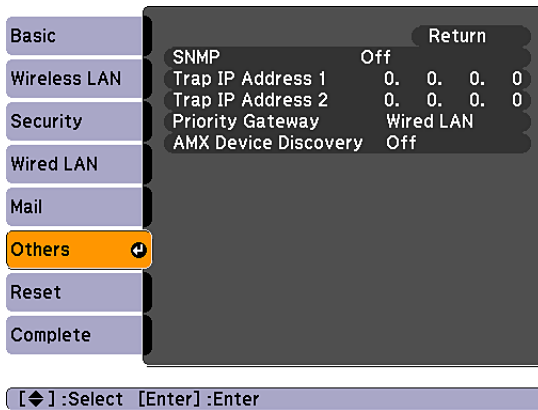 Basic
Wireless LAN
Security
Wired LAN
Mail
Others
Reset
Complete
Return
SNMP Off
Trap IP Address 1 0. 0. 0. 0
Trap IP Address 2 0. 0. 0. 0
Priority Gateway Wired LAN
AMX Device Discovery Off
[◆] :Select [Enter] :Enter